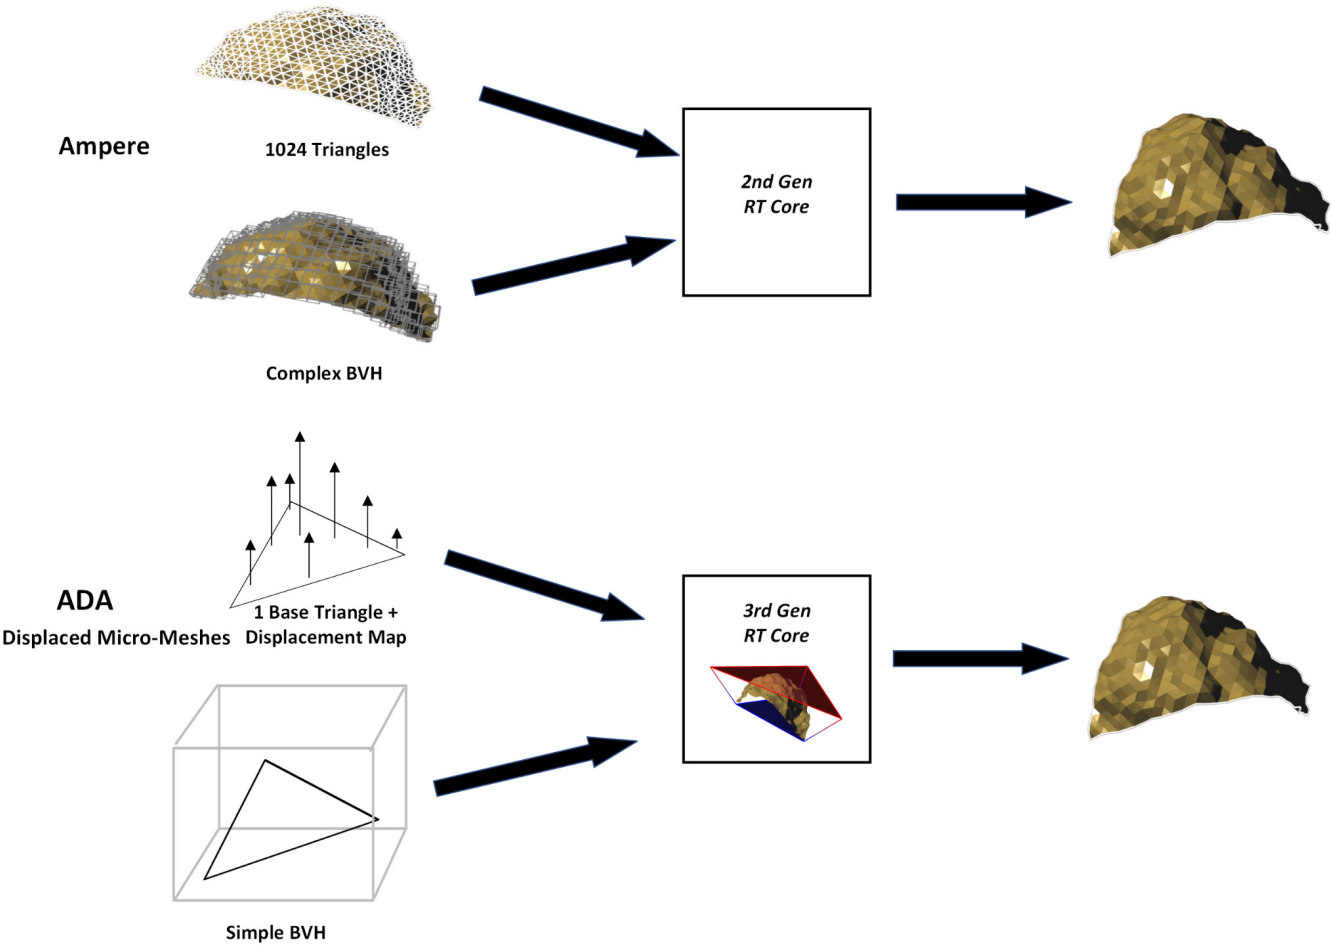 Ampere
1024 Triangles
2nd Gen
RT Core
Complex BVH
ADA
Displaced Micro-Meshes
1 Base Triangle +
Displacement Map
3rd Gen
RT Core
Simple BVH